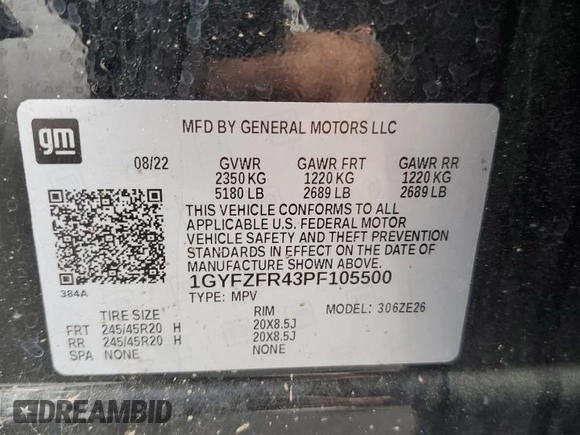 gm
MFD BY GENERAL MOTORS LLC
08/22 GVWR GAWR FRT GAWR RR
2350 KG 1220 KG 1220 KG
5180 LB 2689 LB 2689 LB
THIS VEHICLE CONFORMS TO ALL
APPLICABLE U.S. FEDERAL MOTOR
VEHICLE SAFETY AND THEFT PREVENTION
STANDARDS IN EFFECT ON THE DATE OF
MANUFACTURE SHOWN ABOVE.
384A
1GYFZFR43PF105500
TYPE: MPV
TIRE SIZE RIM MODEL: 306ZE26
FRT 245/45R20 H 20X8.5J
RR 245/45R20 H 20X8.5J
SPA NONE NONE
DREAMBID